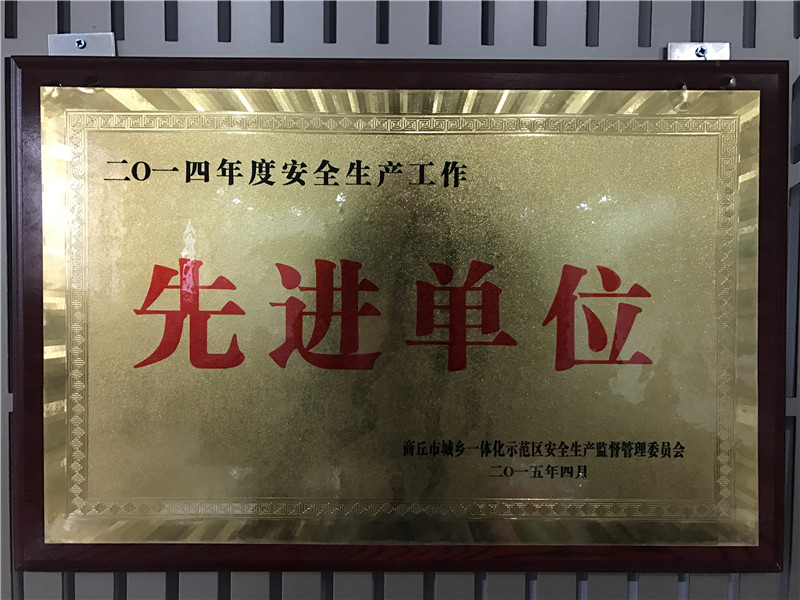 二〇一四年度安全生产工作
先进单位
商丘市城乡一体化示范区安全生产监督管理委员会
二〇一五年四月